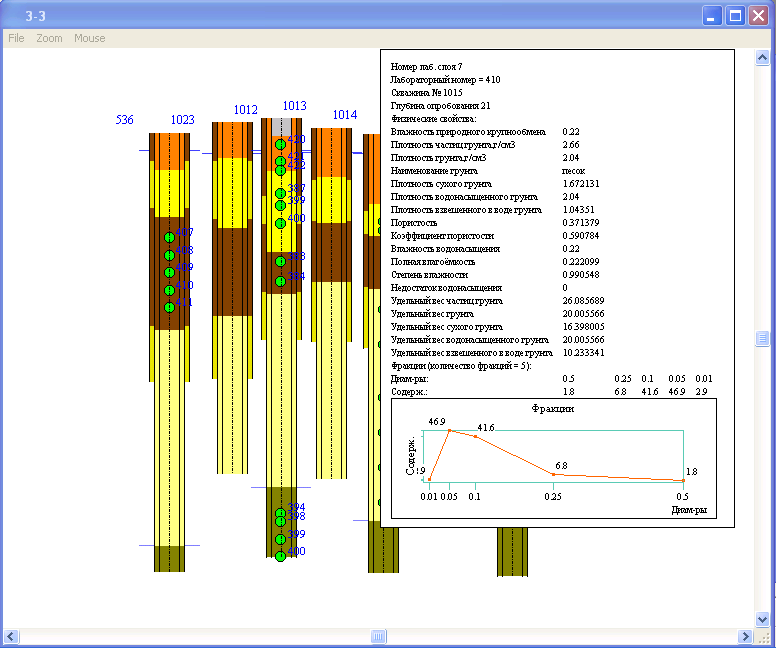 3-3
File Zoom Mouse
536
1023
1012
1013
1014
420
421
422
387
399
400
383
384
407
408
409
410
411
394
398
399
400
Номер лаб. слоя 7
Лабораторный номер = 410
Скважина № 1015
Глубина опробования 21
Физические свойства:
Влажность природного крупнообмена 0.22
Плотность частиц грунта,г/см3 2.66
Плотность грунта,г/см3 2.04
Наименование грунта песок
Плотность сухого грунта 1.672131
Плотность водонасыщенного грунта 2.04
Плотность взвешенного в воде грунта 1.04351
Пористость 0.371379
Коэффициент пористости 0.590784
Влажность водонасыщения 0.22
Полная влагоёмкость 0.222099
Степень влажности 0.990548
Недостаток водонасыщения 0
Удельный вес частиц грунта 26.085689
Удельный вес грунта 20.005566
Удельный вес сухого грунта 16.398005
Удельный вес водонасыщенного грунта 20.005566
Удельный вес взвешенного в воде грунта 10.233341
Фракции (количество фракций = 5):
Диам-ры: 0.5 0.25 0.1 0.05 0.01
Содерж.: 1.8 6.8 41.6 46.9 2.9
Фракции
46.9
41.6
6.8
1.8
Содерж.
0.01 0.05 0.1 0.25 0.5
Диам-ры